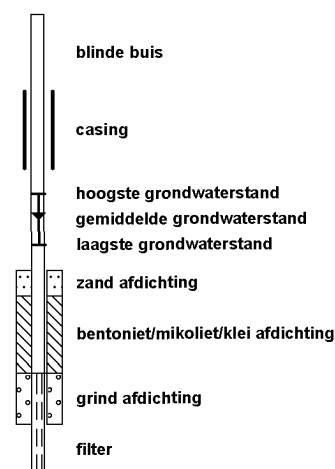 blinde buis
casing
hoogste grondwaterstand
gemiddelde grondwaterstand
laagste grondwaterstand
zand afdichting
bentoniet/mikoliet/klei afdichting
grind afdichting
filter